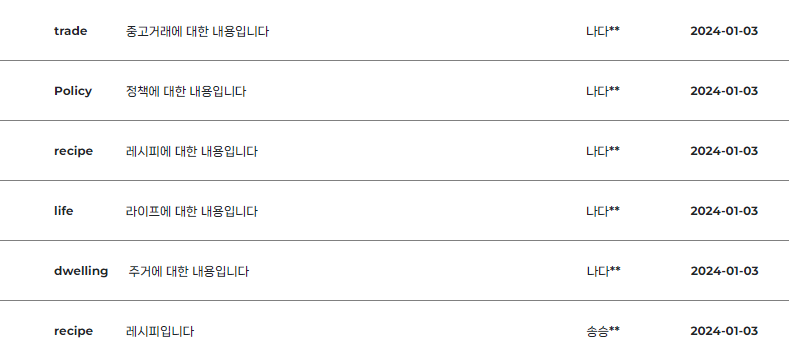 trade 중고거래에 대한 내용입니다 나다** 2024-01-03
Policy 정책에 대한 내용입니다 나다** 2024-01-03
recipe 레시피에 대한 내용입니다 나다** 2024-01-03
life 라이프에 대한 내용입니다 나다** 2024-01-03
dwelling 주거에 대한 내용입니다 나다** 2024-01-03
recipe 레시피입니다 송승** 2024-01-03